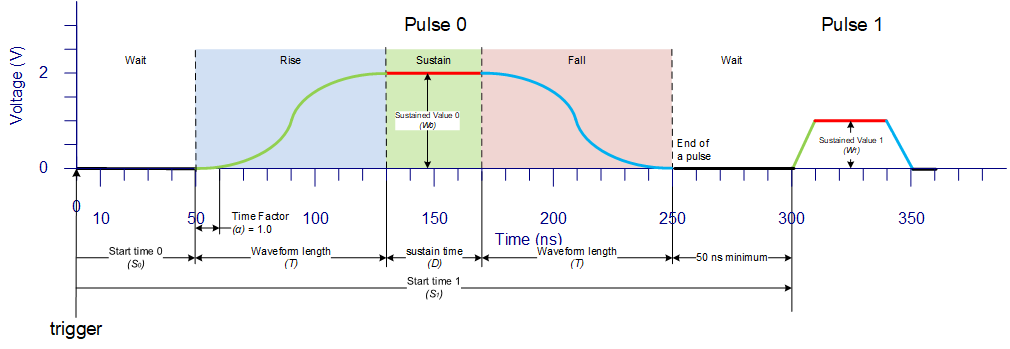 Pulse 0
Pulse 1
Voltage (V)
Wait
Rise
Sustain
Fall
Wait
2
Sustained Value 0
(W0)
Sustained Value 1
(W1)
End of
a pulse
0
0
10
50
100
150
200
250
300
350
Time (ns)
Time Factor
(α) = 1.0
Start time 0
(S0)
Waveform length
(T)
sustain time
(D)
Waveform length
(T)
50 ns minimum
Start time 1
(S1)
trigger